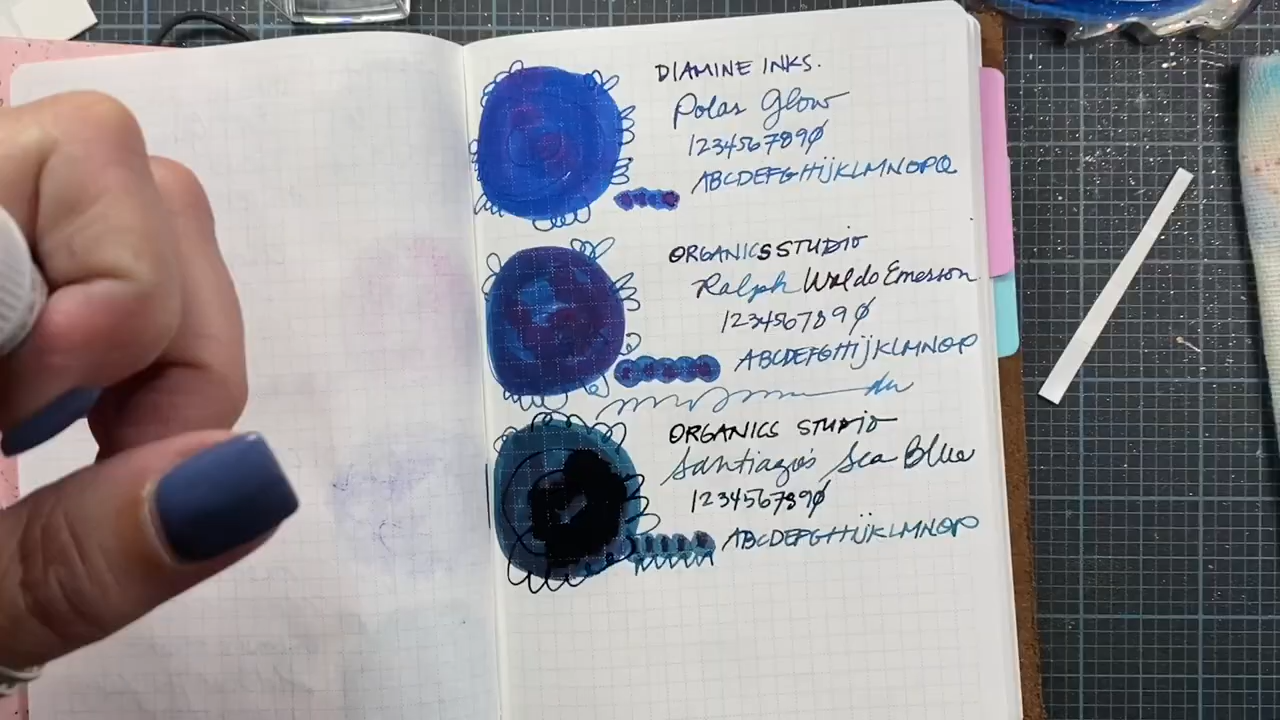 DIAMINE INKS.
Polar Glow
1234567890
ABCDEFGHIJKLMNOPQ
ORGANICS STUDIO
Ralph Waldo Emerson
1234567890
ABCDEFGHIJKLMNOP
ORGANICS STUDIO
Santiago's Sea Blue
1234567890
ABCDEFGHIJKLMNOP